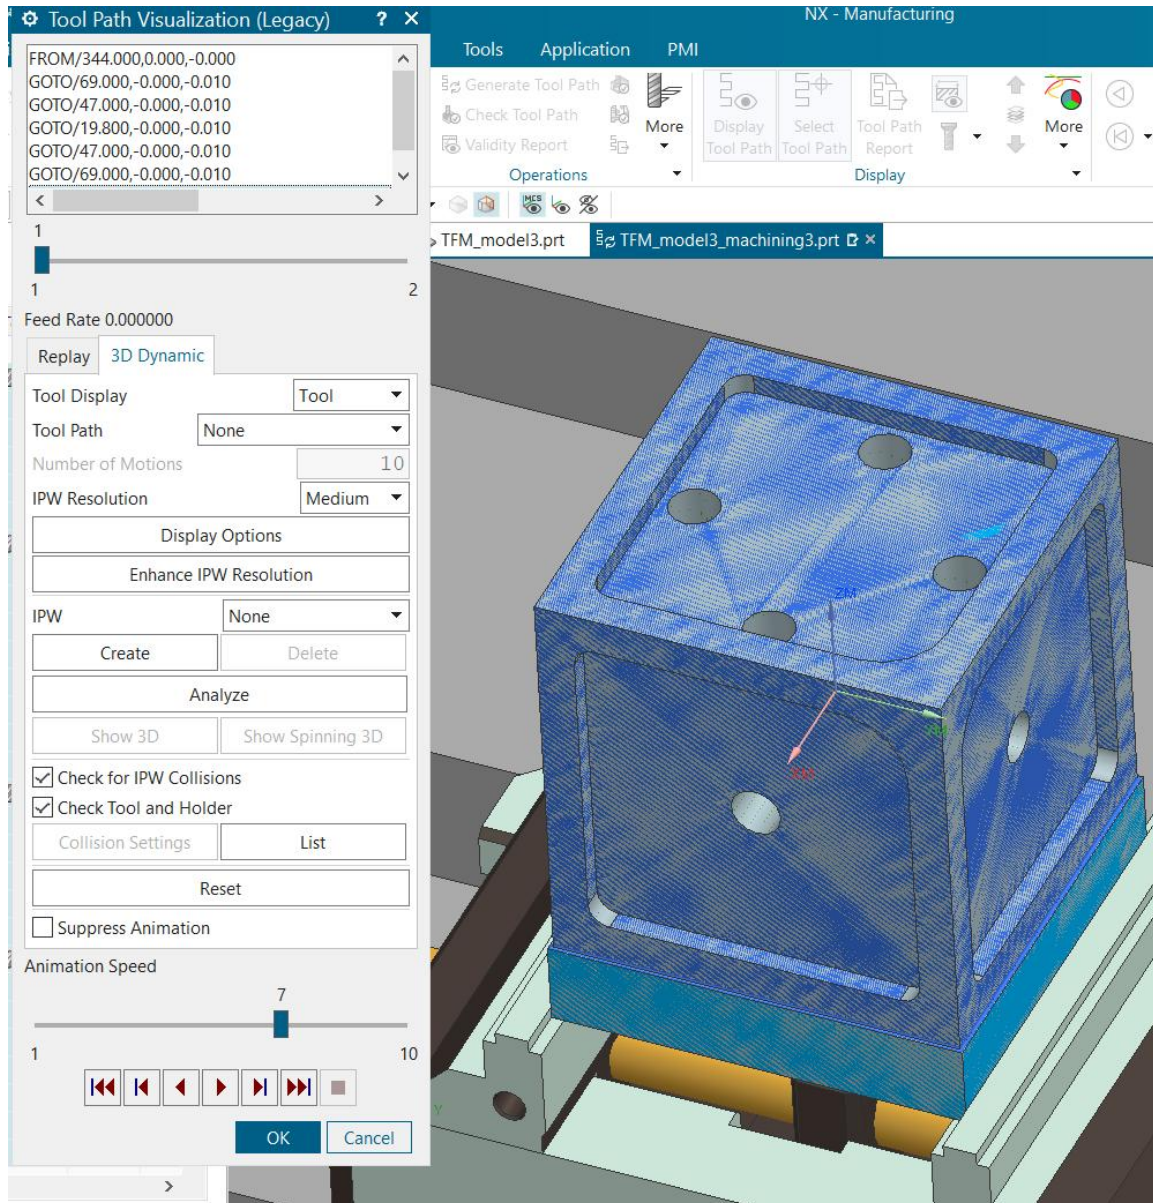 Tool Path Visualization (Legacy) ? ×
NX - Manufacturing
FROM/344.000,0.000,-0.000
GOTO/69.000,-0.000,-0.010
GOTO/47.000,-0.000,-0.010
GOTO/19.800,-0.000,-0.010
GOTO/47.000,-0.000,-0.010
GOTO/69.000,-0.000,-0.010
1
1 2
Feed Rate 0.000000
Replay 3D Dynamic
Tool Display Tool
Tool Path None
Number of Motions 10
IPW Resolution Medium
Display Options
Enhance IPW Resolution
IPW None
Create Delete
Analyze
Show 3D Show Spinning 3D
Check for IPW Collisions
Check Tool and Holder
Collision Settings List
Reset
Suppress Animation
Animation Speed
7
1 10
OK Cancel
Tools Application PMI
Generate Tool Path
Check Tool Path
Validity Report
More
Display Tool Path
Select Tool Path
Tool Path Report
More
Operations Display
MCS
TFM_model3.prt TFM_model3_machining3.prt
ZM
YM
XM
Y